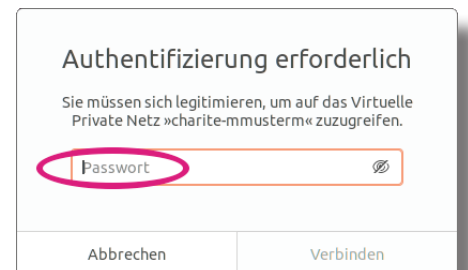 Authentifizierung erforderlich
Sie müssen sich legitimieren, um auf das Virtuelle
Private Netz »charite-mmusterm« zuzugreifen.
Passwort
Abbrechen
Verbinden